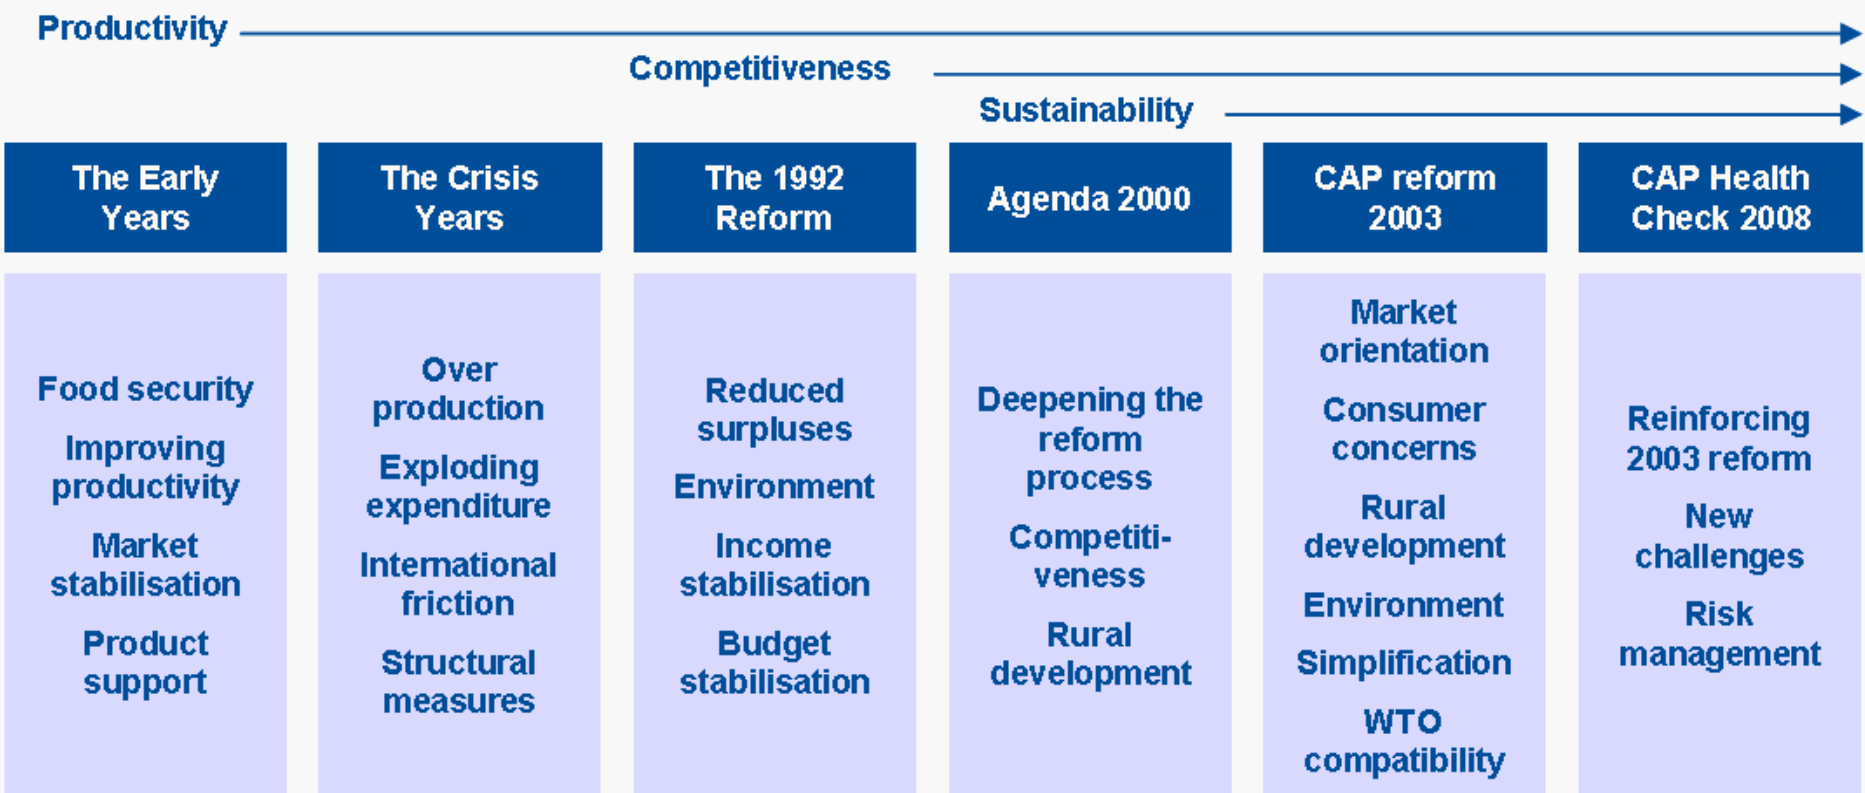 Productivity
Competitiveness
Sustainability
The Early
Years
Food security
Improving
productivity
Market
stabilisation
Product
support
The Crisis
Years
Over
production
Exploding
expenditure
International
friction
Structural
measures
The 1992
Reform
Reduced
surpluses
Environment
Income
stabilisation
Budget
stabilisation
Agenda 2000
Deepening the
reform
process
Competiti-
veness
Rural
development
CAP reform
2003
Market
orientation
Consumer
concerns
Rural
development
Environment
Simplification
WTO
compatibility
CAP Health
Check 2008
Reinforcing
2003 reform
New
challenges
Risk
management